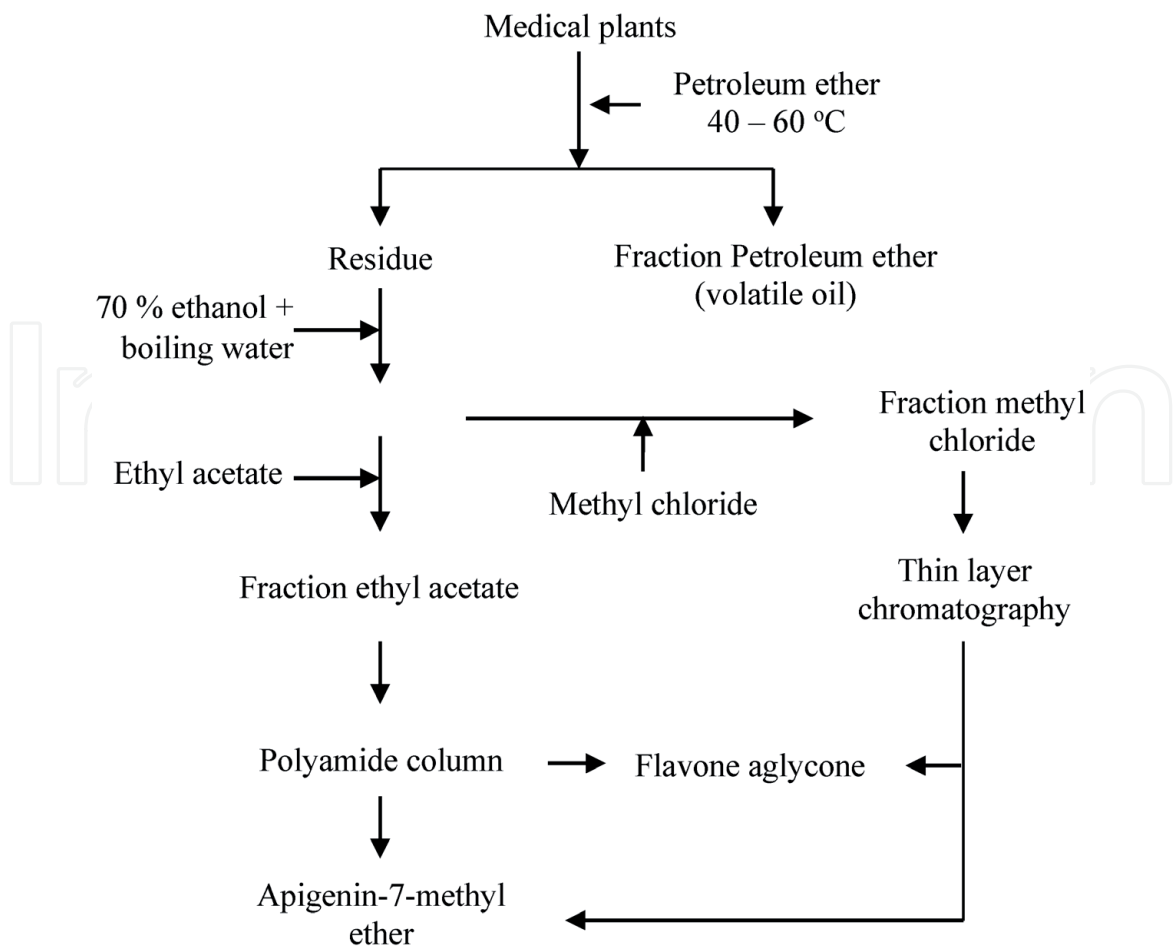 Medical plants
Petroleum ether
40 – 60 °C
Residue
Fraction Petroleum ether
(volatile oil)
70 % ethanol +
boiling water
Fraction methyl
chloride
Ethyl acetate
Methyl chloride
Fraction ethyl acetate
Thin layer
chromatography
Polyamide column
Flavone aglycone
Apigenin-7-methyl
ether